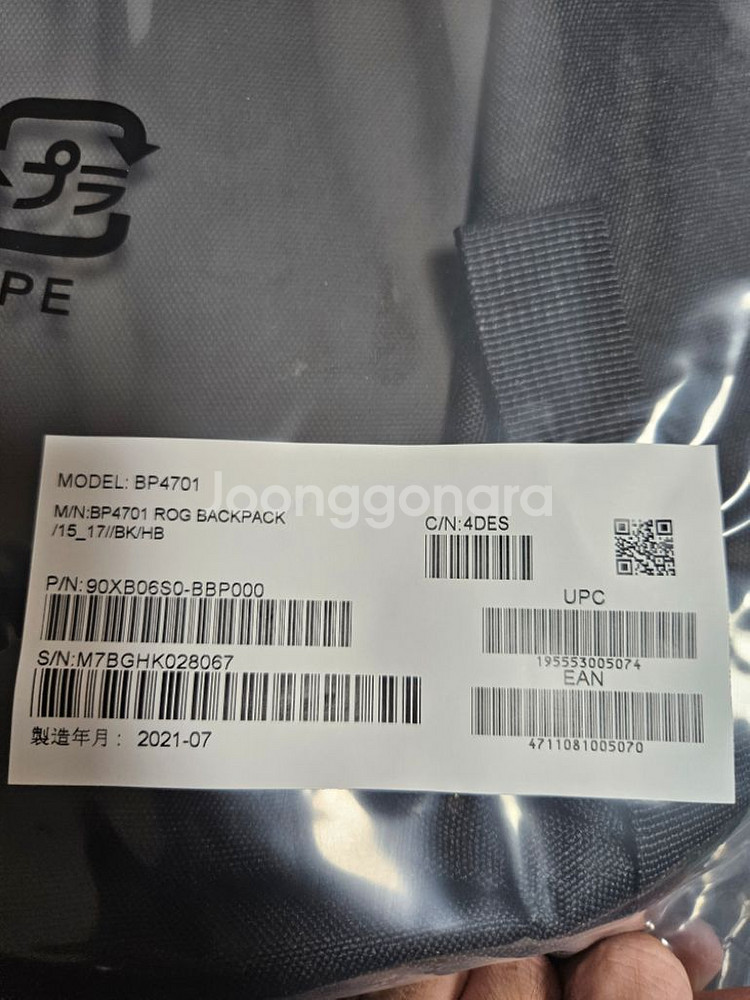 プラ
PE
MODEL: BP4701
Joonggonara
M/N:BP4701 ROG BACKPACK
/15_17//BK/HB
C/N:4DES
P/N:90XB06S0-BBP000
UPC
195553005074
S/N:M7BGHK028067
EAN
4711081005070
製造年月: 2021-07